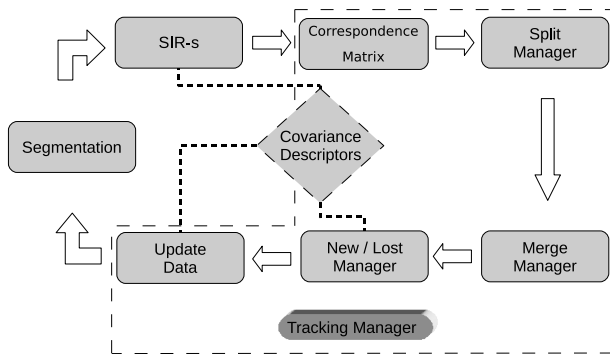 SIR-s
Correspondence
Matrix
Split
Manager
Segmentation
Covariance
Descriptors
Update
Data
New / Lost
Manager
Merge
Manager
Tracking Manager